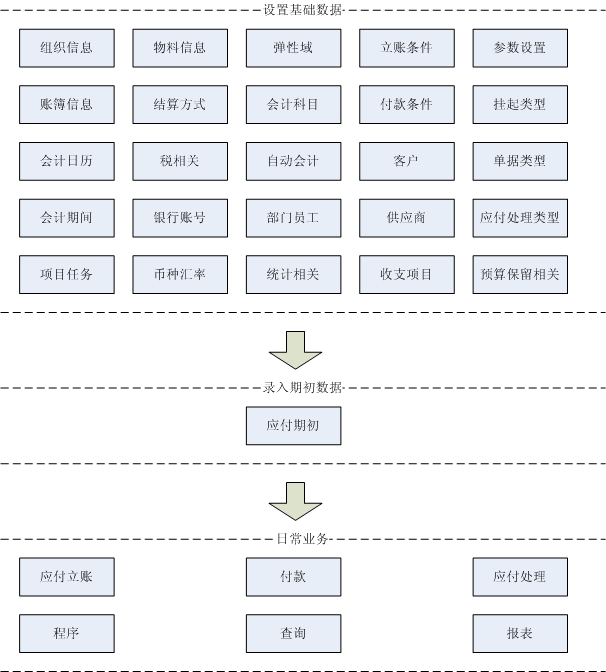 设置基础数据
组织信息 物料信息 弹性域 立账条件 参数设置
账簿信息 结算方式 会计科目 付款条件 挂起类型
会计日历 税相关 自动会计 客户 单据类型
会计期间 银行账号 部门员工 供应商 应付处理类型
项目任务 币种汇率 统计相关 收支项目 预算保留相关
录入期初数据
应付期初
日常业务
应付立账 付款 应付处理
程序 查询 报表